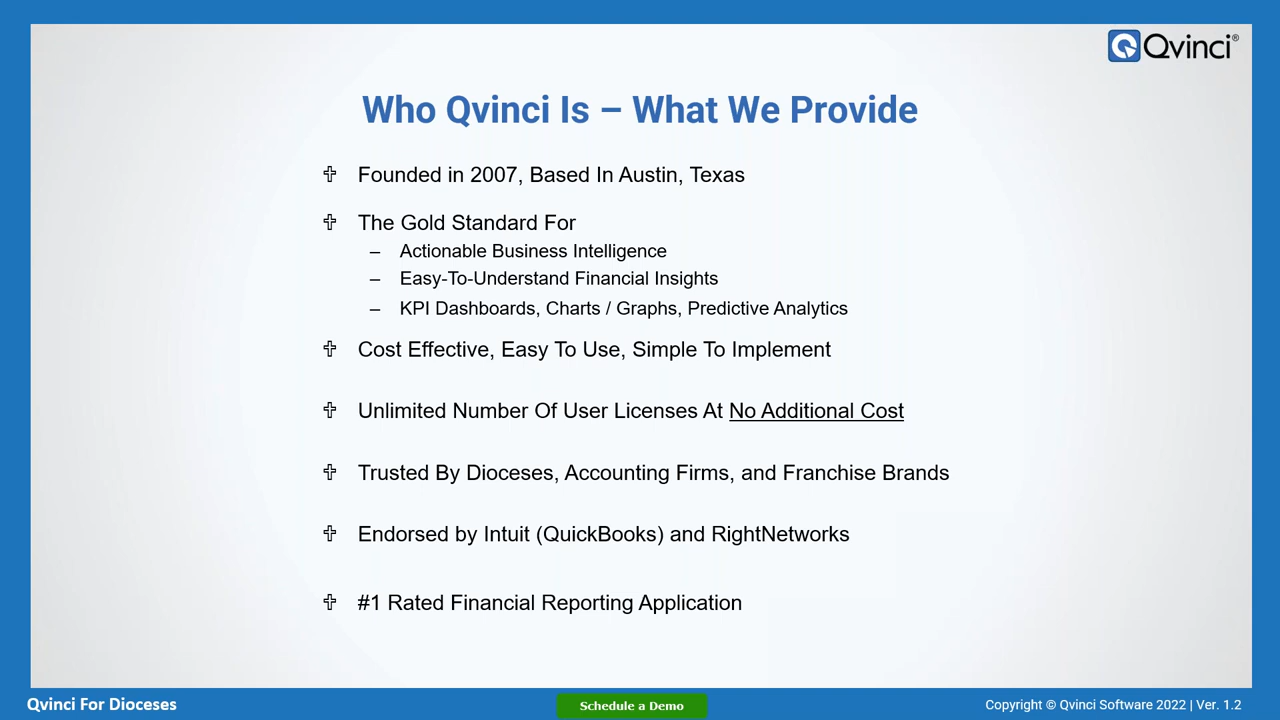 Qvinci®
Who Qvinci Is – What We Provide
✞ Founded in 2007, Based In Austin, Texas
✞ The Gold Standard For
– Actionable Business Intelligence
– Easy-To-Understand Financial Insights
– KPI Dashboards, Charts / Graphs, Predictive Analytics
✞ Cost Effective, Easy To Use, Simple To Implement
✞ Unlimited Number Of User Licenses At No Additional Cost
✞ Trusted By Dioceses, Accounting Firms, and Franchise Brands
✞ Endorsed by Intuit (QuickBooks) and RightNetworks
✞ #1 Rated Financial Reporting Application
Qvinci For Dioceses
Schedule a Demo
Copyright © Qvinci Software 2022 | Ver. 1.2